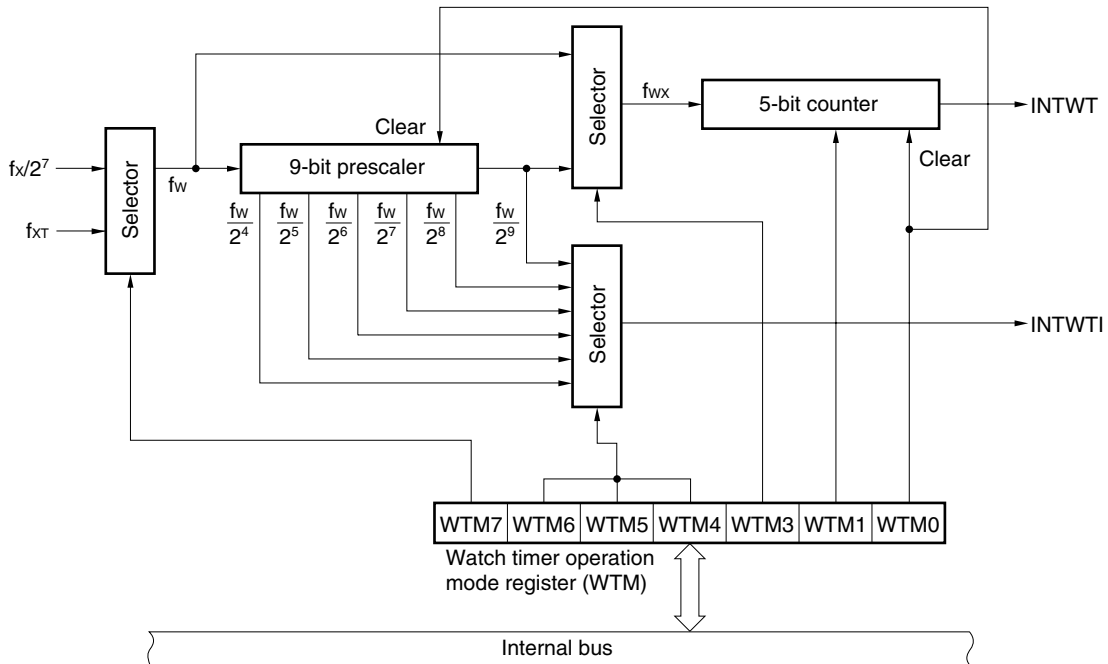 Clear
Selector
fX/2⁷
fXT
Selector
fW
9-bit prescaler
fWX
5-bit counter
INTWT
Clear
fW/2⁴
fW/2⁵
fW/2⁶
fW/2⁷
fW/2⁸
fW/2⁹
Selector
INTWTI
WTM7 WTM6 WTM5 WTM4 WTM3 WTM1 WTM0
Watch timer operation
mode register (WTM)
Internal bus